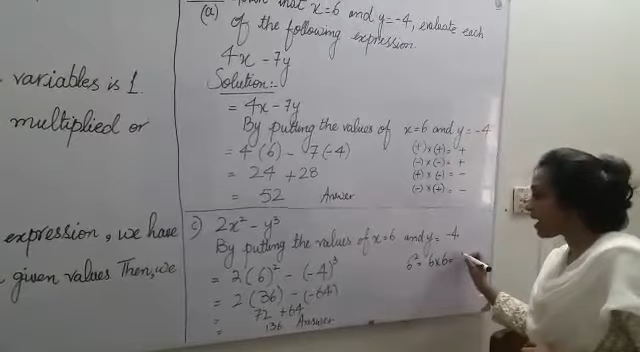 that x=6 and y=-4, evaluate each
(a) of the following expression.
4x - 7y
Solution:-
= 4x - 7y
By putting the values of x=6 and y=-4
= 4(6) - 7(-4)
= 24 + 28
= 52 Answer
(+)×(+)= +
(-)×(-)= +
(+)×(-)= -
(-)×(+)= -
variables is 1.
multiplied or
expression, we have
given values Then, we
c) 2x² - y³
By putting the values of x=6 and y= -4
= 2(6)² - (-4)³
= 2(36) - (-64)
= 72 + 64
= 136 Answer
6² = 6x6=